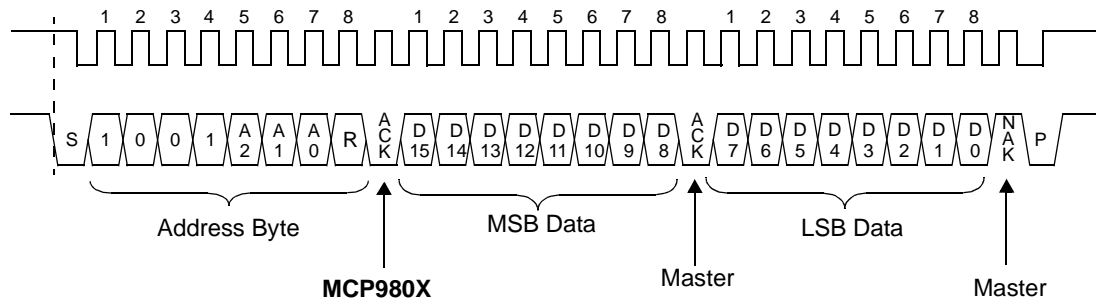 1 2 3 4 5 6 7 8 1 2 3 4 5 6 7 8 1 2 3 4 5 6 7 8
S 1 0 0 1 A2 A1 A0 R ACK D15 D14 D13 D12 D11 D10 D9 D8 ACK D7 D6 D5 D4 D3 D2 D1 D0 NAK P
Address Byte MSB Data LSB Data
MCP980X Master Master